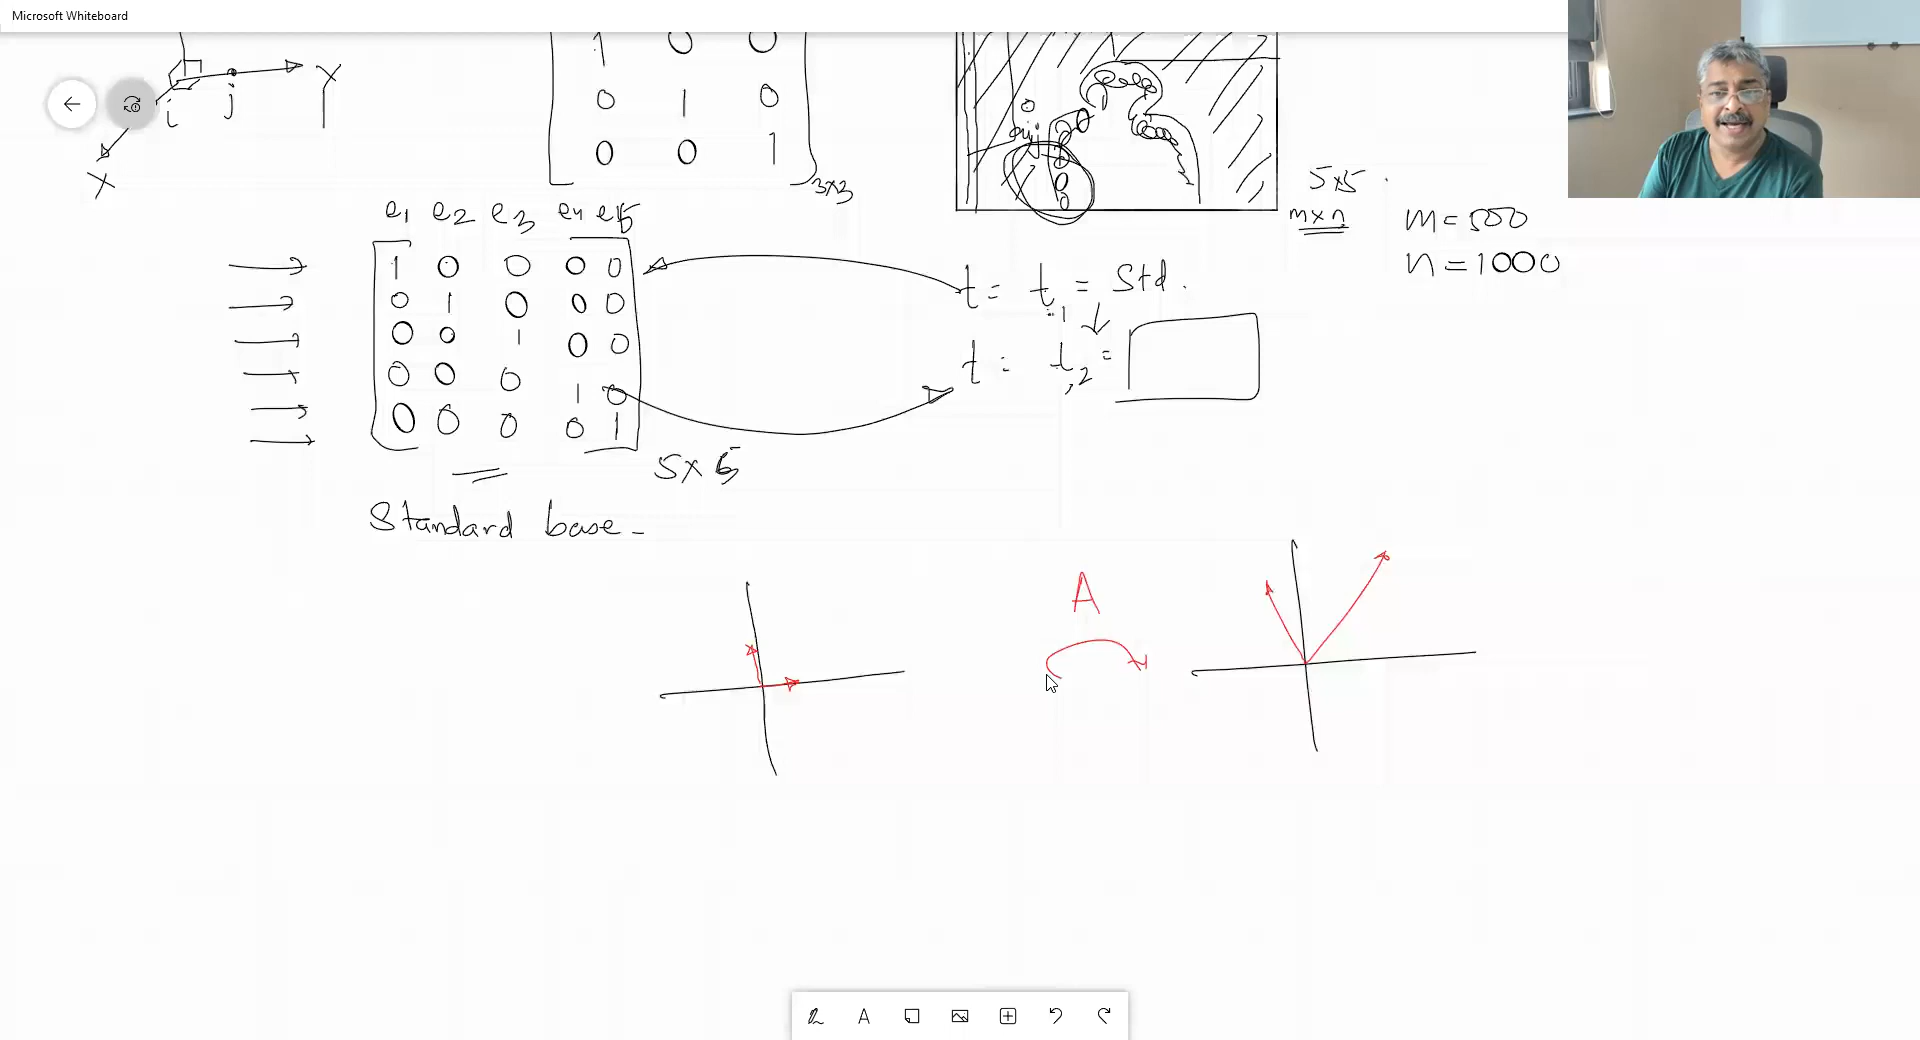 Microsoft Whiteboard
1 0 0
0 1 0
0 0 1
3x3
i j Y
X
5x5
mxn
m=500
n=1000
e1 e2 e3 e4 e5
1 0 0 0 0
0 1 0 0 0
0 0 1 0 0
0 0 0 1 0
0 0 0 0 1
5x5
t = t1 = Std.
t = t2 =
Standard base-
A
A